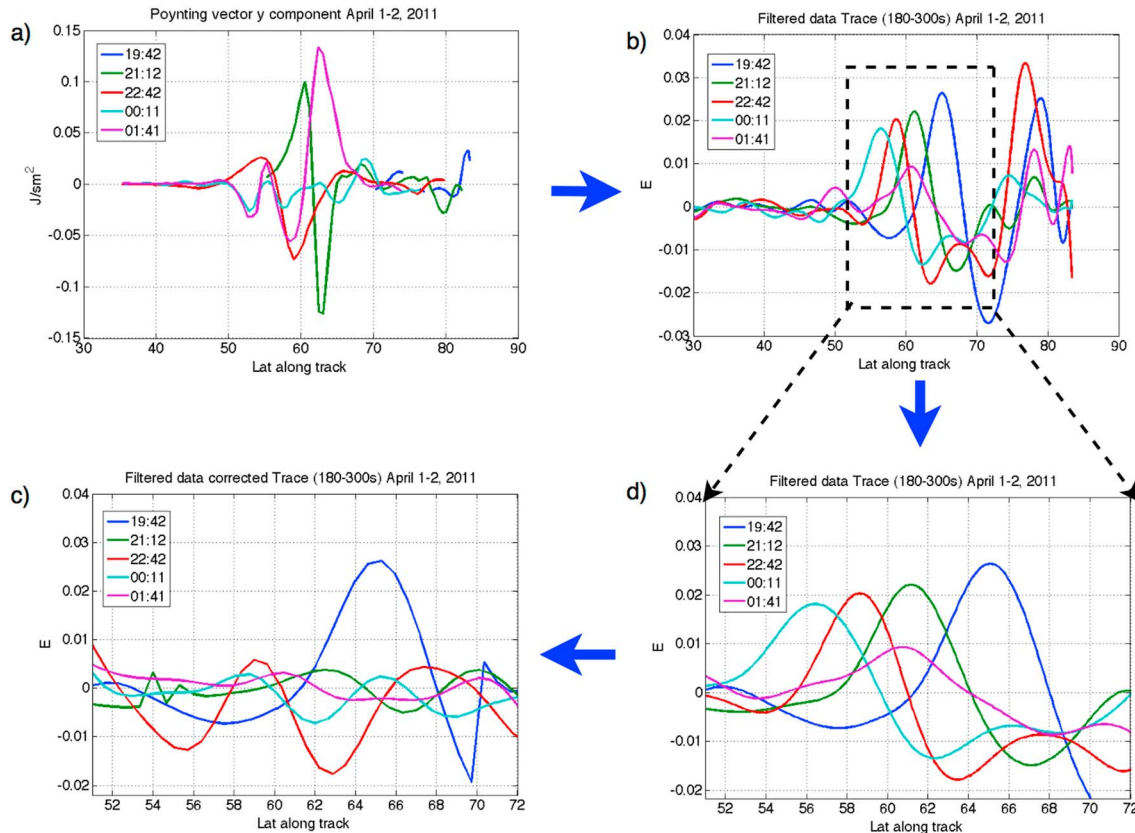 a)
Poynting vector y component April 1-2, 2011
J/sm²
0.15
0.1
0.05
0
-0.05
-0.1
-0.15
19:42
21:12
22:42
00:11
01:41
30 40 50 60 70 80 90
Lat along track
b)
Filtered data Trace (180-300s) April 1-2, 2011
E
0.04
0.03
0.02
0.01
0
-0.01
-0.02
-0.03
19:42
21:12
22:42
00:11
01:41
30 40 50 60 70 80 90
Lat along track
c)
Filtered data corrected Trace (180-300s) April 1-2, 2011
E
0.04
0.03
0.02
0.01
0
-0.01
-0.02
19:42
21:12
22:42
00:11
01:41
52 54 56 58 60 62 64 66 68 70 72
Lat along track
d)
Filtered data Trace (180-300s) April 1-2, 2011
E
0.04
0.03
0.02
0.01
0
-0.01
-0.02
19:42
21:12
22:42
00:11
01:41
52 54 56 58 60 62 64 66 68 70 72
Lat along track